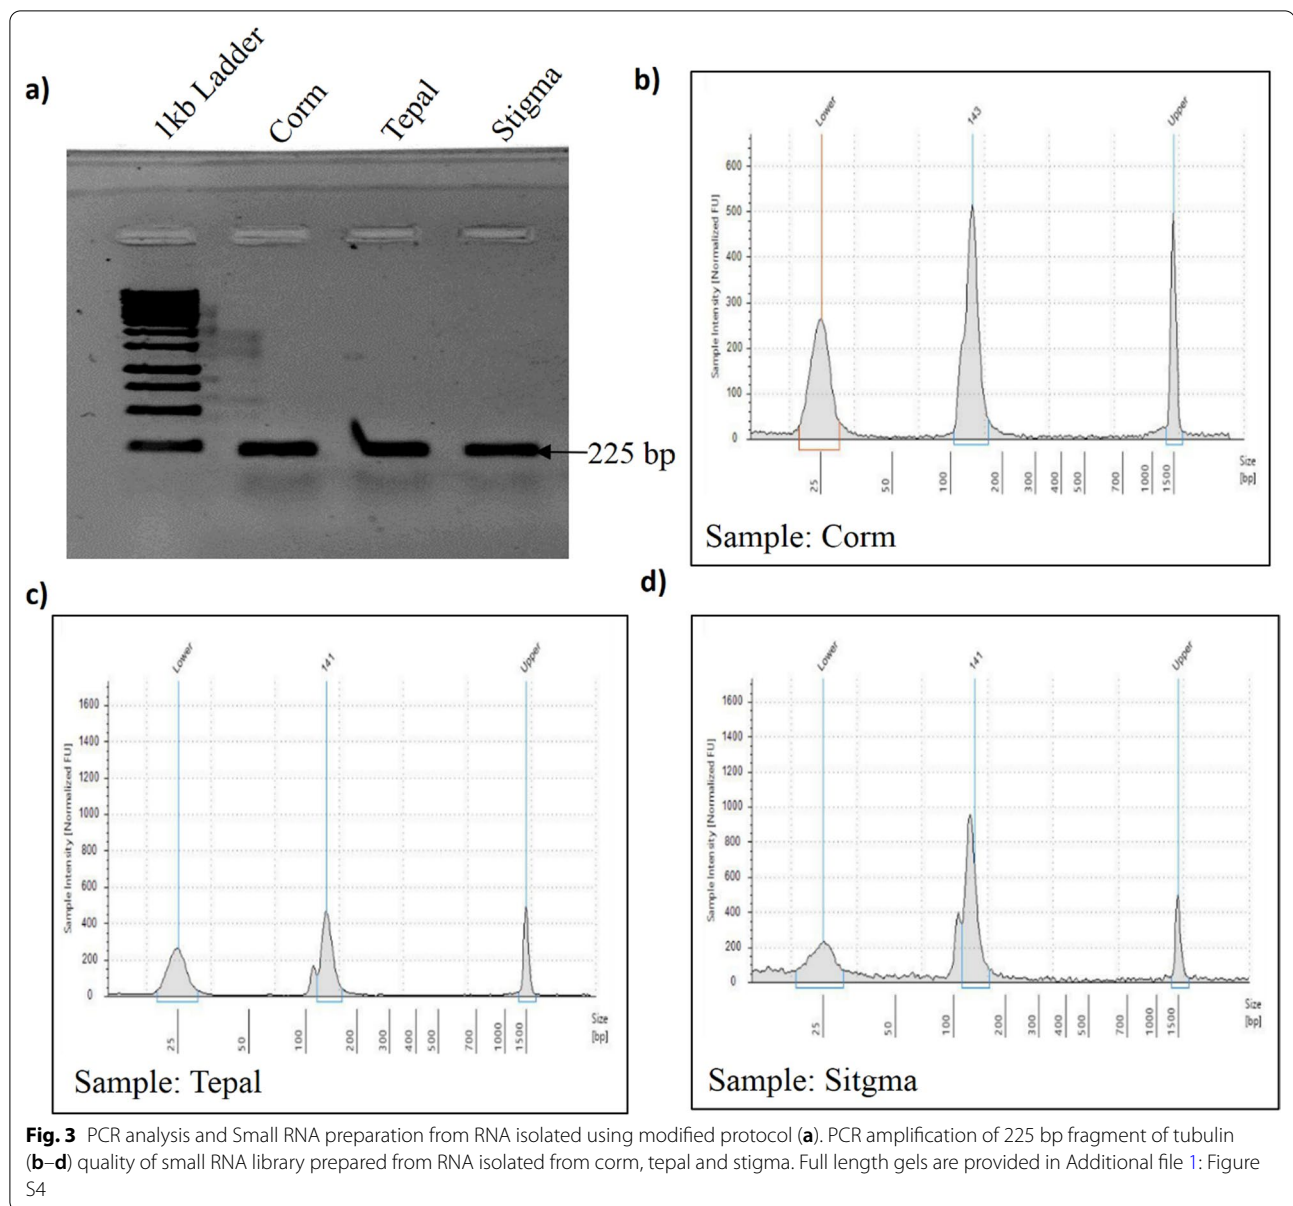 a)
1kb Ladder
Corm
Tepal
Stigma
225 bp
b)
Lower
143
Upper
Sample Intensity [Normalized FU]
600
500
400
300
200
100
0
25
50
100
200
300
400
500
700
1000
1500
Size
[bp]
Sample: Corm
c)
Lower
141
Upper
Sample Intensity [Normalized FU]
1600
1400
1200
1000
800
600
400
200
0
25
50
100
200
300
400
500
700
1000
1500
Size
[bp]
Sample: Tepal
d)
Lower
141
Upper
Sample Intensity [Normalized FU]
1600
1400
1200
1000
800
600
400
200
0
25
50
100
200
300
400
500
700
1000
1500
Size
[bp]
Sample: Sitgma
Fig. 3 PCR analysis and Small RNA preparation from RNA isolated using modified protocol (a). PCR amplification of 225 bp fragment of tubulin
(b–d) quality of small RNA library prepared from RNA isolated from corm, tepal and stigma. Full length gels are provided in Additional file 1: Figure
S4